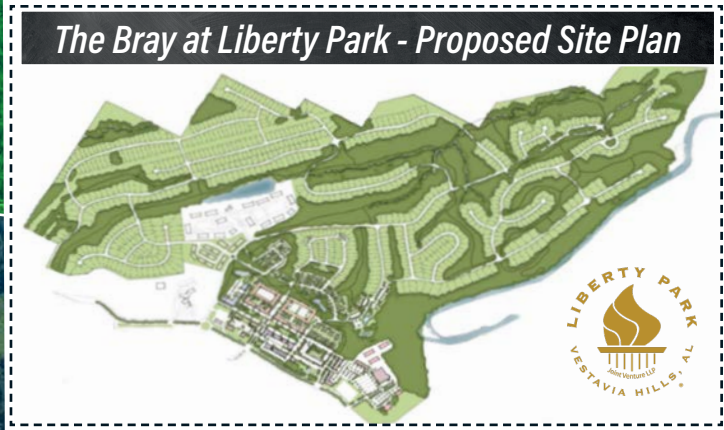 The Bray at Liberty Park - Proposed Site Plan
LIBERTY PARK
Joint Venture LLP
VESTAVIA HILLS, AL